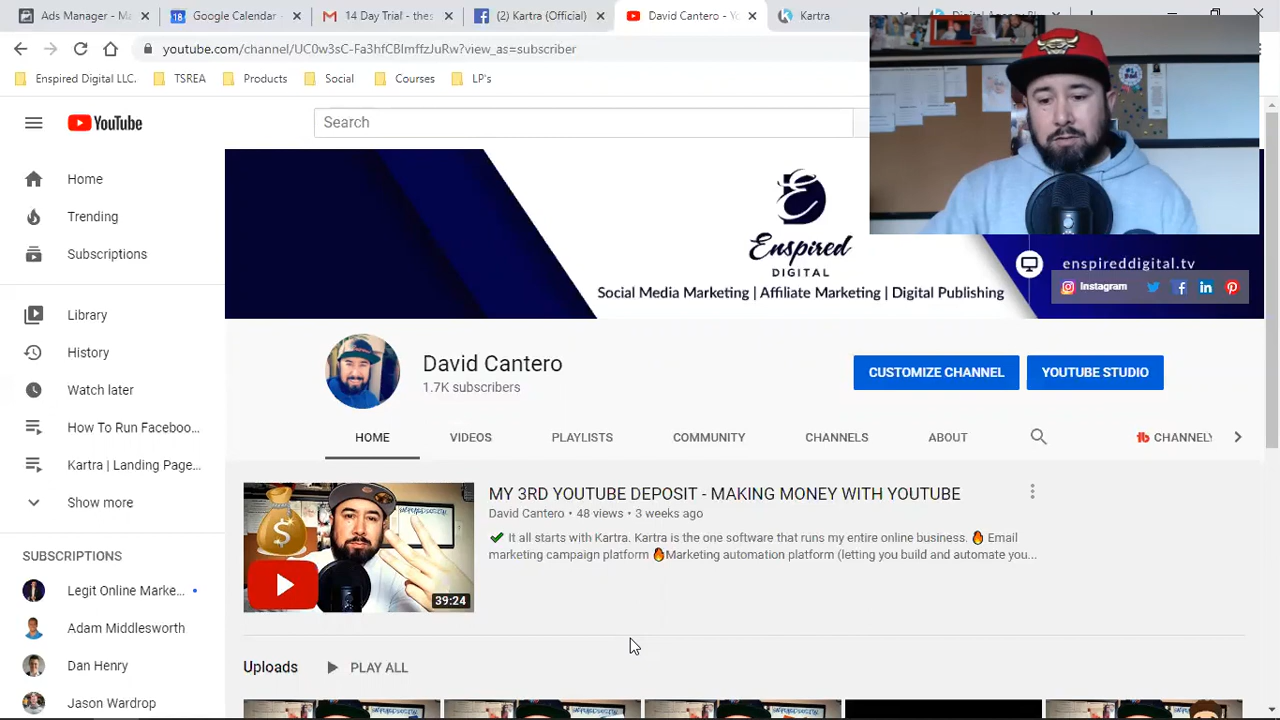 Ads - Manage
Google
14 Day Trial - the
(2) Kartra (Official)
David Cantero - Yo
Kartra
youtube.com/channel/UC0w3sC-Fa3hfCBImffzJuRw?view_as=subscriber
Enspired Digital LLC.
TSREA
Products
Social
Courses
LP's
YouTube
Search
Home
Trending
Subscriptions
Library
History
Watch later
How To Run Faceboo...
Kartra | Landing Page...
Show more
SUBSCRIPTIONS
Legit Online Marke...
Adam Middlesworth
Dan Henry
Jason Wardrop
Enspired
DIGITAL
Social Media Marketing | Affiliate Marketing | Digital Publishing
enspireddigital.tv
Instagram
David Cantero
1.7K subscribers
CUSTOMIZE CHANNEL
YOUTUBE STUDIO
HOME
VIDEOS
PLAYLISTS
COMMUNITY
CHANNELS
ABOUT
CHANNELY
MY 3RD YOUTUBE DEPOSIT - MAKING MONEY WITH YOUTUBE
David Cantero • 48 views • 3 weeks ago
✔ It all starts with Kartra. Kartra is the one software that runs my entire online business. 🔥 Email
marketing campaign platform 🔥Marketing automation platform (letting you build and automate you...
39:24
Uploads
PLAY ALL